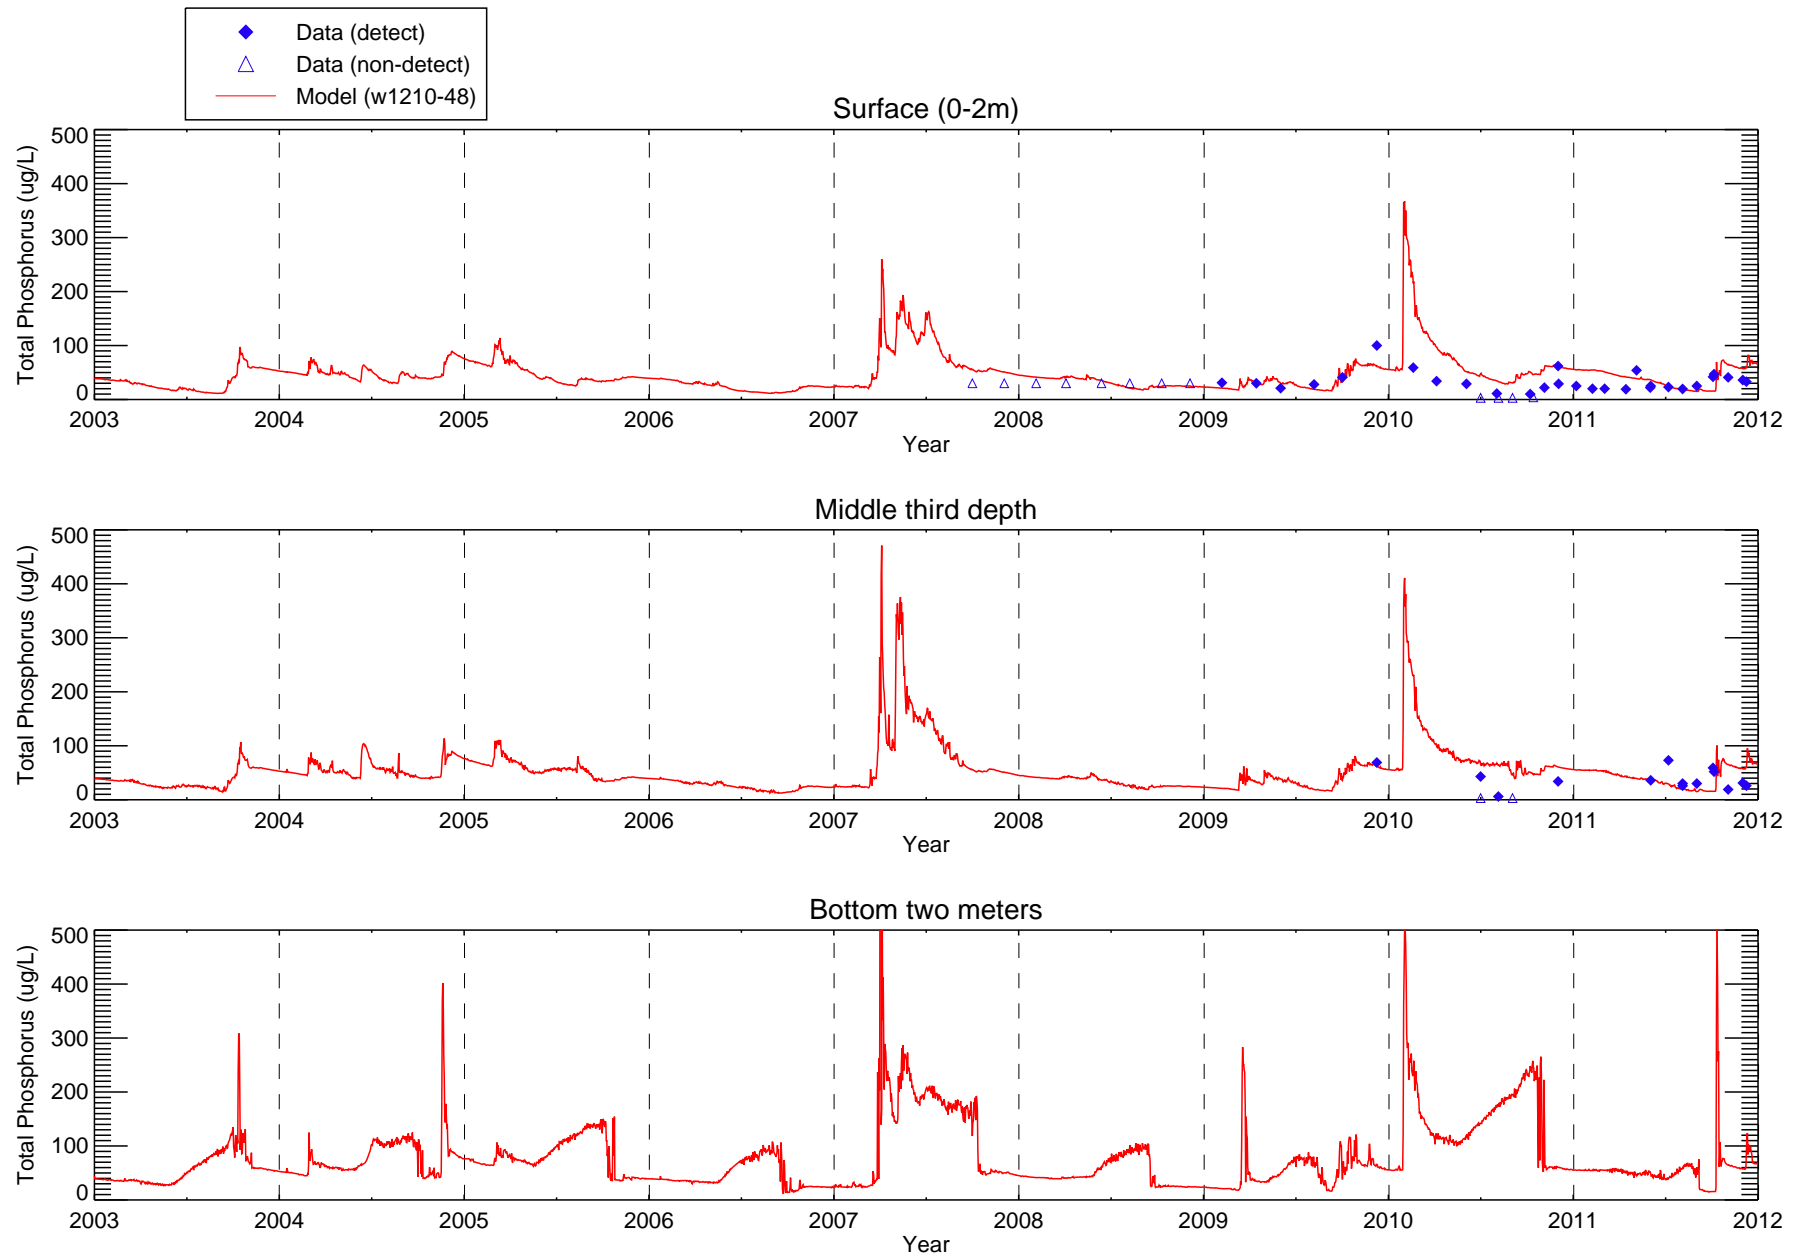 Data (detect)
Data (non-detect)
Model (w1210-48)
Surface (0-2m)
Total Phosphorus (ug/L)
500
400
300
200
100
0
2003 2004 2005 2006 2007 2008 2009 2010 2011 2012
Year
Middle third depth
Total Phosphorus (ug/L)
500
400
300
200
100
0
2003 2004 2005 2006 2007 2008 2009 2010 2011 2012
Year
Bottom two meters
Total Phosphorus (ug/L)
500
400
300
200
100
0
2003 2004 2005 2006 2007 2008 2009 2010 2011 2012
Year